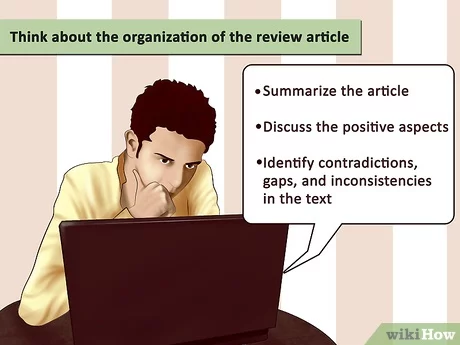 Think about the organization of the review article
•Summarize the article
•Discuss the positive aspects
•Identify contradictions,
gaps, and inconsistencies
in the text
wikiHow